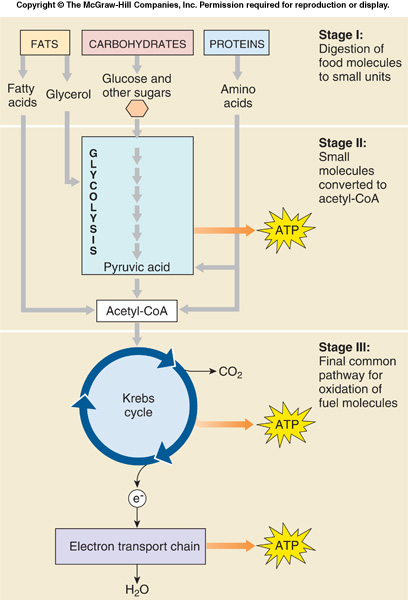 Copyright © The McGraw-Hill Companies, Inc. Permission required for reproduction or display.
FATS
CARBOHYDRATES
PROTEINS
Stage I:
Digestion of
food molecules
to small units
Fatty
acids
Glycerol
Glucose and
other sugars
Amino
acids
Stage II:
Small
molecules
converted to
acetyl-CoA
GLYCOLYSIS
ATP
Pyruvic acid
Acetyl-CoA
Stage III:
Final common
pathway for
oxidation of
fuel molecules
CO2
Krebs
cycle
ATP
e-
Electron transport chain
ATP
H2O